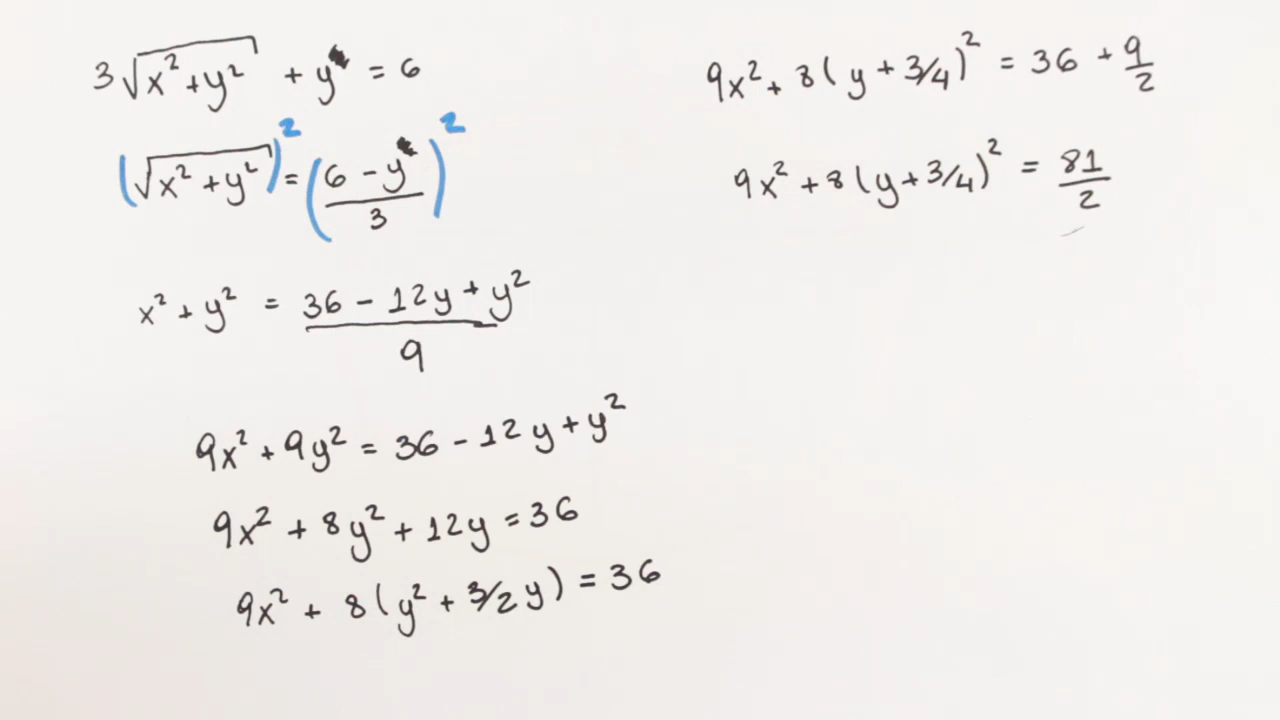 3√x²+y² + y = 6
(√x²+y²)² = (6 - y / 3)²
x² + y² = 36 - 12y + y² / 9
9x² + 9y² = 36 - 12y + y²
9x² + 8y² + 12y = 36
9x² + 8(y² + 3/2 y) = 36
9x² + 8(y + 3/4)² = 36 + 9/2
9x² + 8(y + 3/4)² = 81/2